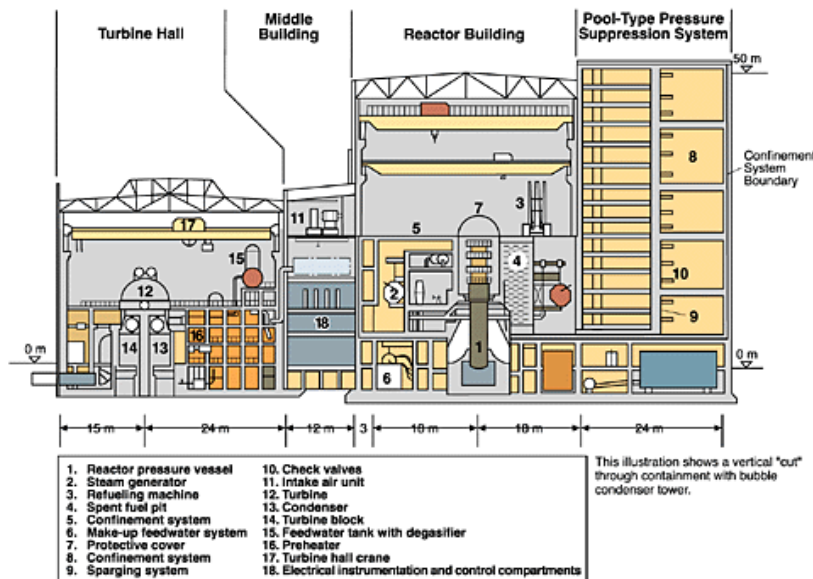 Turbine Hall
Middle
Building
Reactor Building
Pool-Type Pressure
Suppression System
50 m
8
Confinement
System
Boundary
17
11
5
7
3
15
4
2
12
10
18
16
14
13
9
1
6
0 m
0 m
15 m
24 m
12 m
3
18 m
18 m
24 m
1. Reactor pressure vessel
2. Steam generator
3. Refueling machine
4. Spent fuel pit
5. Confinement system
6. Make-up feedwater system
7. Protective cover
8. Confinement system
9. Sparging system
10. Check valves
11. Intake air unit
12. Turbine
13. Condenser
14. Turbine block
15. Feedwater tank with degasifier
16. Preheater
17. Turbine hall crane
18. Electrical instrumentation and control compartments
This illustration shows a vertical "cut"
through containment with bubble
condenser tower.